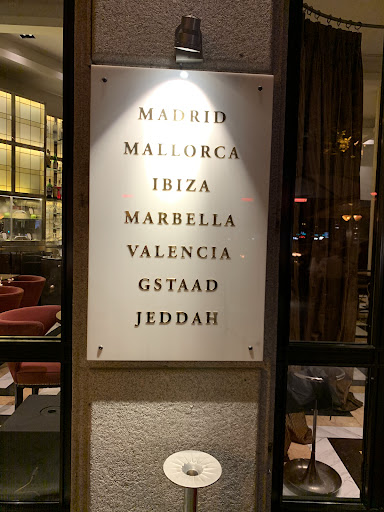 MADRID
MALLORCA
IBIZA
MARBELLA
VALENCIA
GSTAAD
JEDDAH